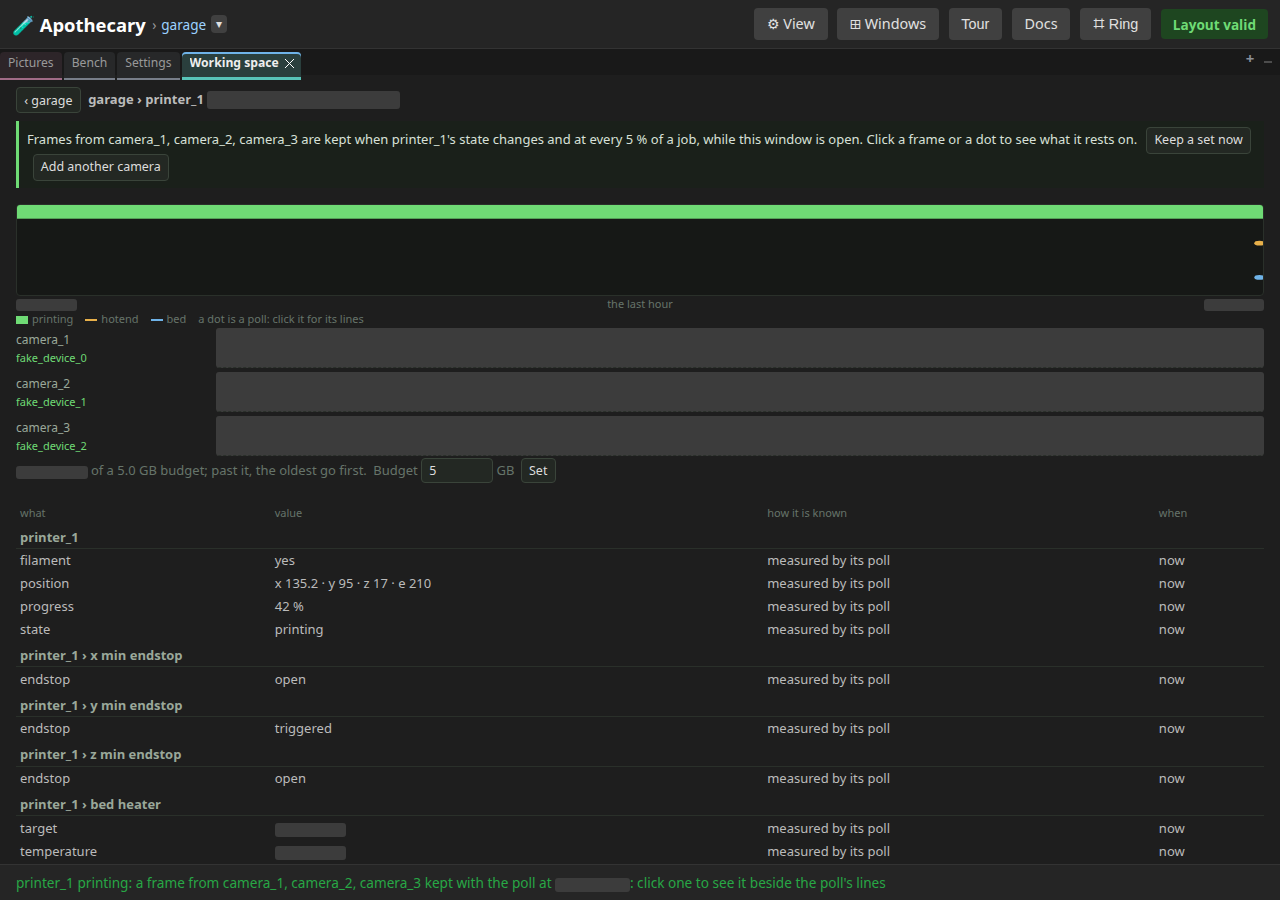 🧪 Apothecary › garage ▾ ⚙ View ⊞ Windows Tour Docs ⌗ Ring Layout valid
Pictures Bench Settings Working space × + –
‹ garage garage › printer_1
Frames from camera_1, camera_2, camera_3 are kept when printer_1's state changes and at every 5 % of a job, while this window is open. Click a frame or a dot to see what it rests on. Keep a set now
Add another camera
the last hour
printing hotend bed a dot is a poll: click it for its lines
camera_1
fake_device_0
camera_2
fake_device_1
camera_3
fake_device_2
of a 5.0 GB budget; past it, the oldest go first. Budget 5 GB Set
what value how it is known when
printer_1
filament yes measured by its poll now
position x 135.2 · y 95 · z 17 · e 210 measured by its poll now
progress 42 % measured by its poll now
state printing measured by its poll now
printer_1 › x min endstop
endstop open measured by its poll now
printer_1 › y min endstop
endstop triggered measured by its poll now
printer_1 › z min endstop
endstop open measured by its poll now
printer_1 › bed heater
target measured by its poll now
temperature measured by its poll now
printer_1 printing: a frame from camera_1, camera_2, camera_3 kept with the poll at : click one to see it beside the poll's lines